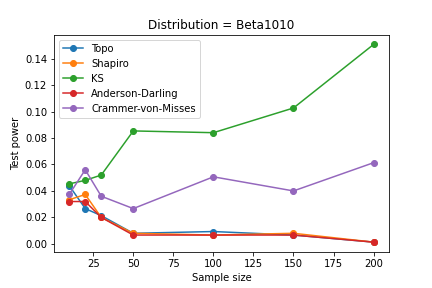 Distribution = Beta1010
Topo
Shapiro
KS
Anderson-Darling
Crammer-von-Misses
Test power
0.14
0.12
0.10
0.08
0.06
0.04
0.02
0.00
25 50 75 100 125 150 175 200
Sample size